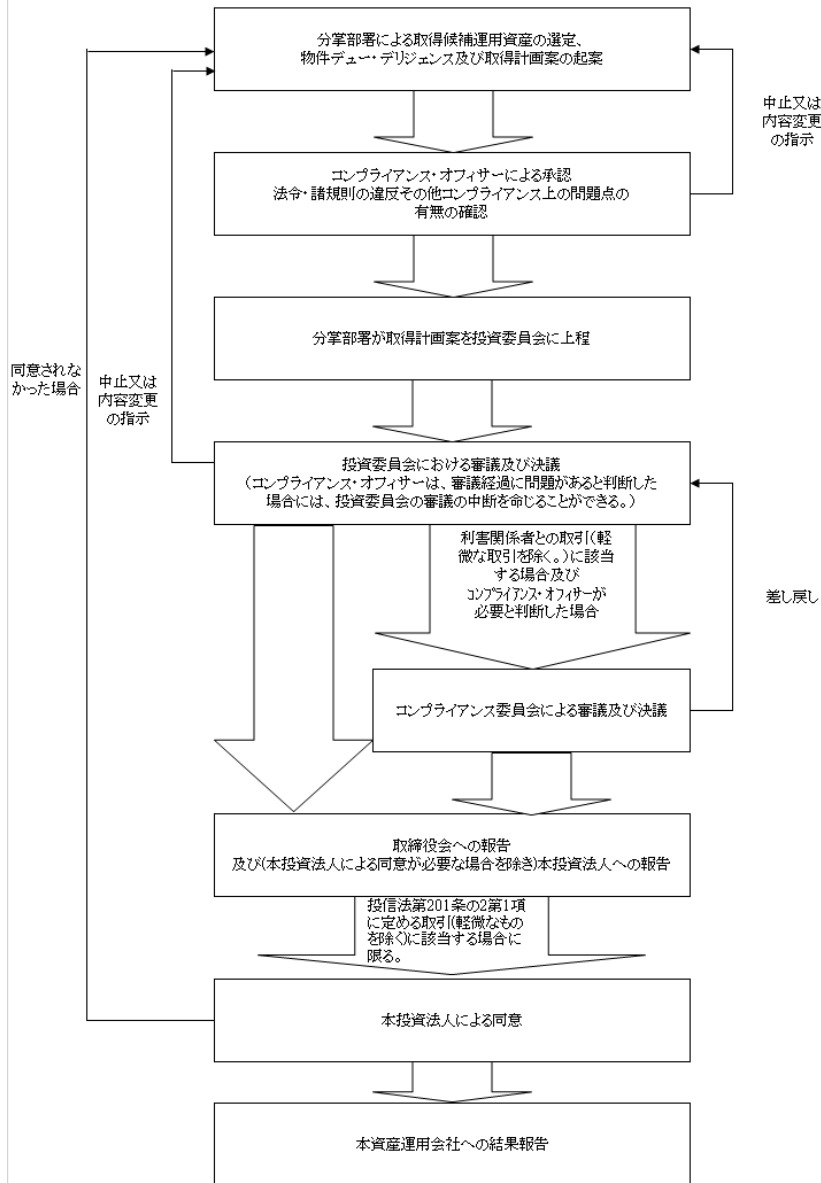 分掌部署による取得候補運用資産の選定、
物件デュー・デリジェンス及び取得計画案の起案
中止又は
内容変更
の指示
コンプライアンス・オフィサーによる承認
法令・諸規則の違反その他コンプライアンス上の問題点の
有無の確認
分掌部署が取得計画案を投資委員会に上程
同意されな
かった場合
中止又は
内容変更
の指示
投資委員会における審議及び決議
(コンプライアンス・オフィサーは、審議経過に問題があると判断した
場合には、投資委員会の審議の中断を命じることができる。)
利害関係者との取引(軽
微な取引を除く。)に該当
する場合及び
コンプライアンス・オフィサーが
必要と判断した場合
差し戻し
コンプライアンス委員会による審議及び決議
取締役会への報告
及び(本投資法人による同意が必要な場合を除き)本投資法人への報告
投信法第201条の2第1項
に定める取引(軽微なもの
を除く)に該当する場合に
限る。
本投資法人による同意
本資産運用会社への結果報告